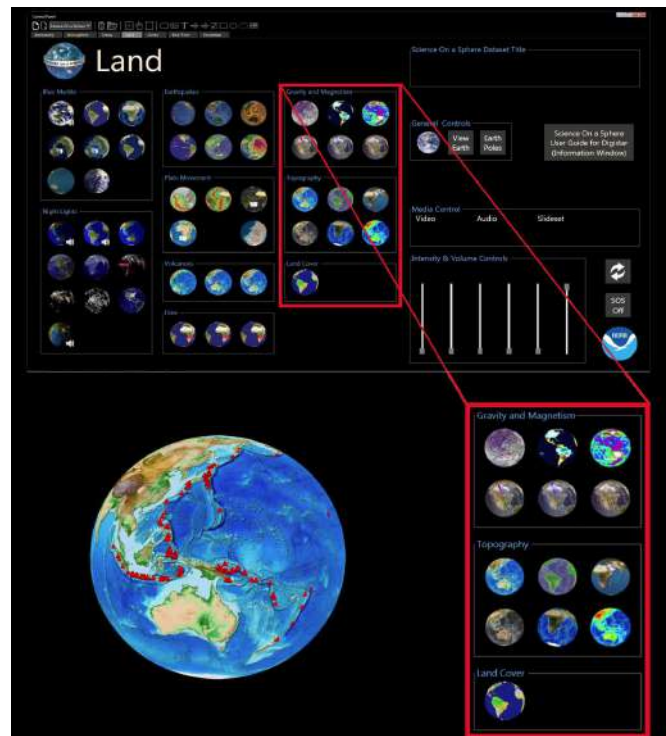 Land
Science On a Sphere Dataset Title
Blue Marble
Earthquakes
Gravity and Magnetism
General Controls
View
Earth
Earth
Poles
Science On a Sphere
User Guide for Digistar
(Information Window)
Plate Movement
Topography
Media Control
Video
Audio
Slideset
Night Lights
Volcanoes
Land Cover
Intensity & Volume Controls
SOS
Off
NOAA
Gravity and Magnetism
Topography
Land Cover